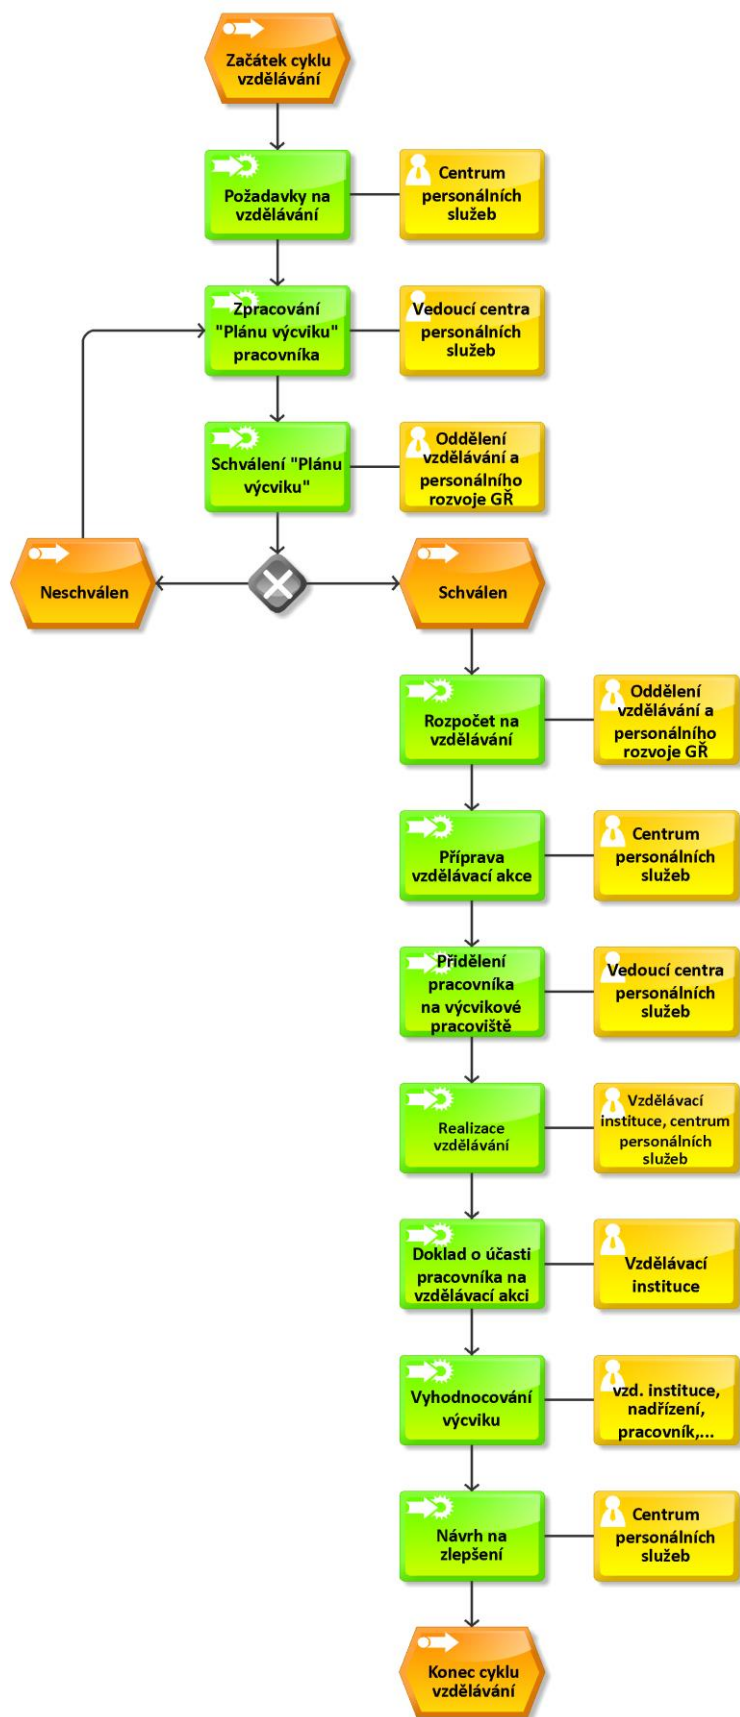 Začátek cyklu
vzdělávání
Požadavky na
vzdělávání
Centrum
personálních
služeb
Zpracování
"Plánu výcviku"
pracovníka
Vedoucí centra
personálních
služeb
Schválení "Plánu
výcviku"
Oddělení
vzdělávání a
personálního
rozvoje GŘ
Neschválen
Schválen
Rozpočet na
vzdělávání
Oddělení
vzdělávání a
personálního
rozvoje GŘ
Příprava
vzdělávací akce
Centrum
personálních
služeb
Přidělení
pracovníka
na výcvikové
pracoviště
Vedoucí centra
personálních
služeb
Realizace
vzdělávání
Vzdělávací
instituce, centrum
personálních
služeb
Doklad o účasti
pracovníka na
vzdělávací akci
Vzdělávací
instituce
Vyhodnocování
výcviku
vzd. instituce,
nadřízení,
pracovník,...
Návrh na
zlepšení
Centrum
personálních
služeb
Konec cyklu
vzdělávání